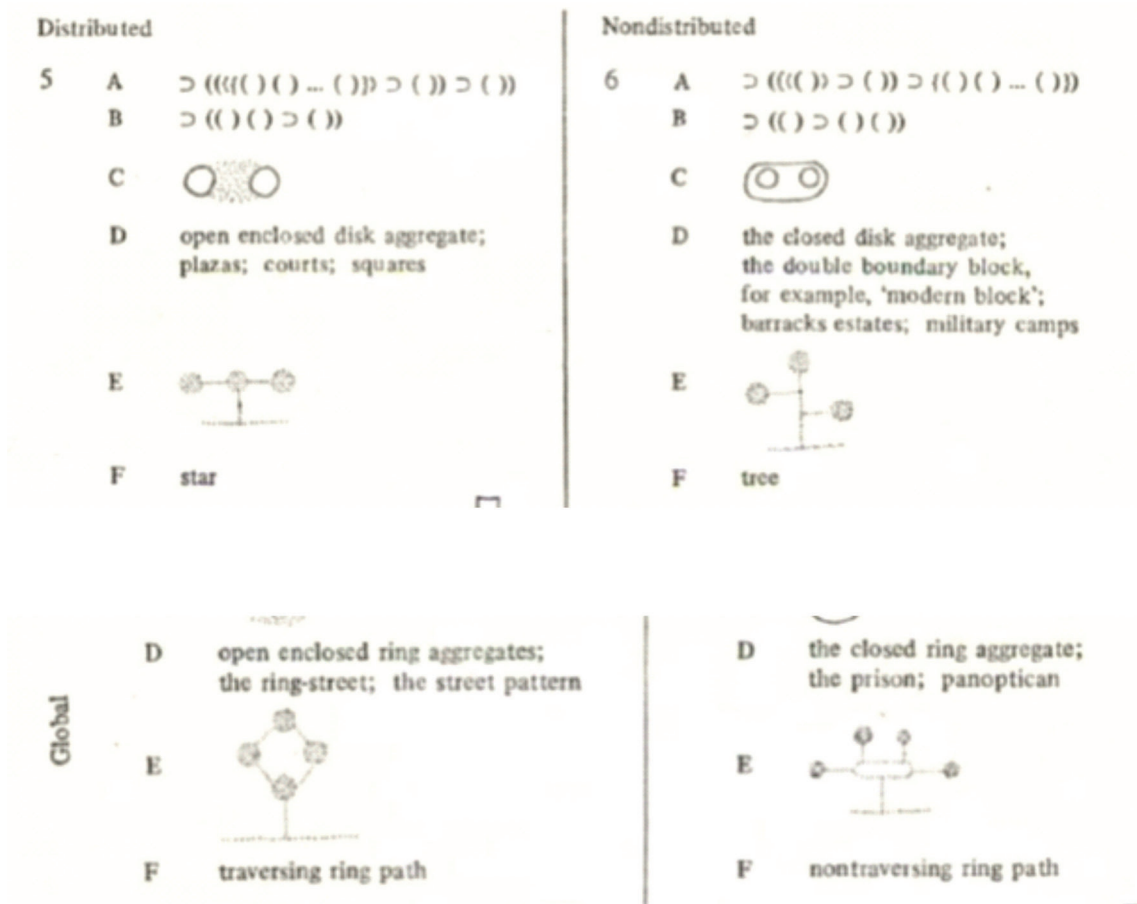 Distributed
Nondistributed
5 A ⊃ ((({( ) ( ) ... ( )}) ⊃ ( )) ⊃ ( ))
B ⊃ (( ) ( ) ⊃ ( ))
C
D open enclosed disk aggregate;
plazas; courts; squares
E
F star
6 A ⊃ (((( )) ⊃ ( )) ⊃ {( ) ( ) ... ( )})
B ⊃ (( ) ⊃ ( ) ( ))
C
D the closed disk aggregate;
the double boundary block,
for example, 'modern block';
barracks estates; military camps
E
F tree
Global
D open enclosed ring aggregates;
the ring-street; the street pattern
E
F traversing ring path
D the closed ring aggregate;
the prison; panoptican
E
F nontraversing ring path